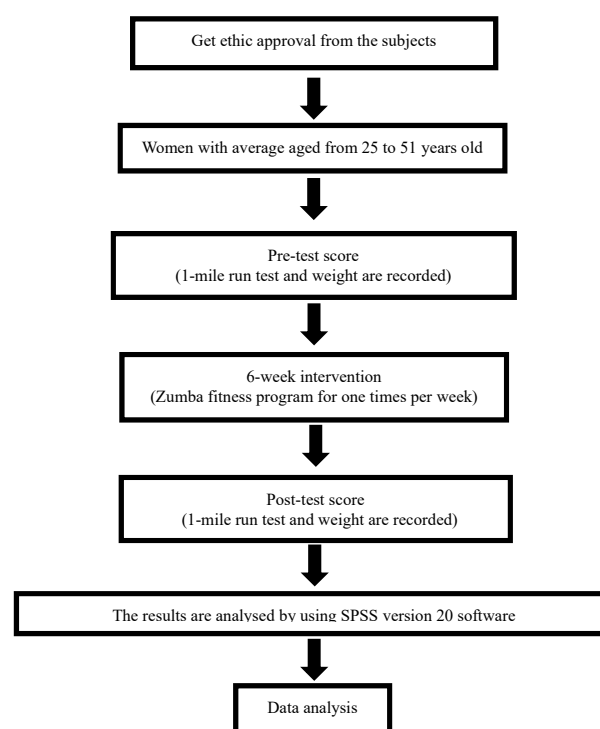 Get ethic approval from the subjects
Women with average aged from 25 to 51 years old
Pre-test score
(1-mile run test and weight are recorded)
6-week intervention
(Zumba fitness program for one times per week)
Post-test score
(1-mile run test and weight are recorded)
The results are analysed by using SPSS version 20 software
Data analysis